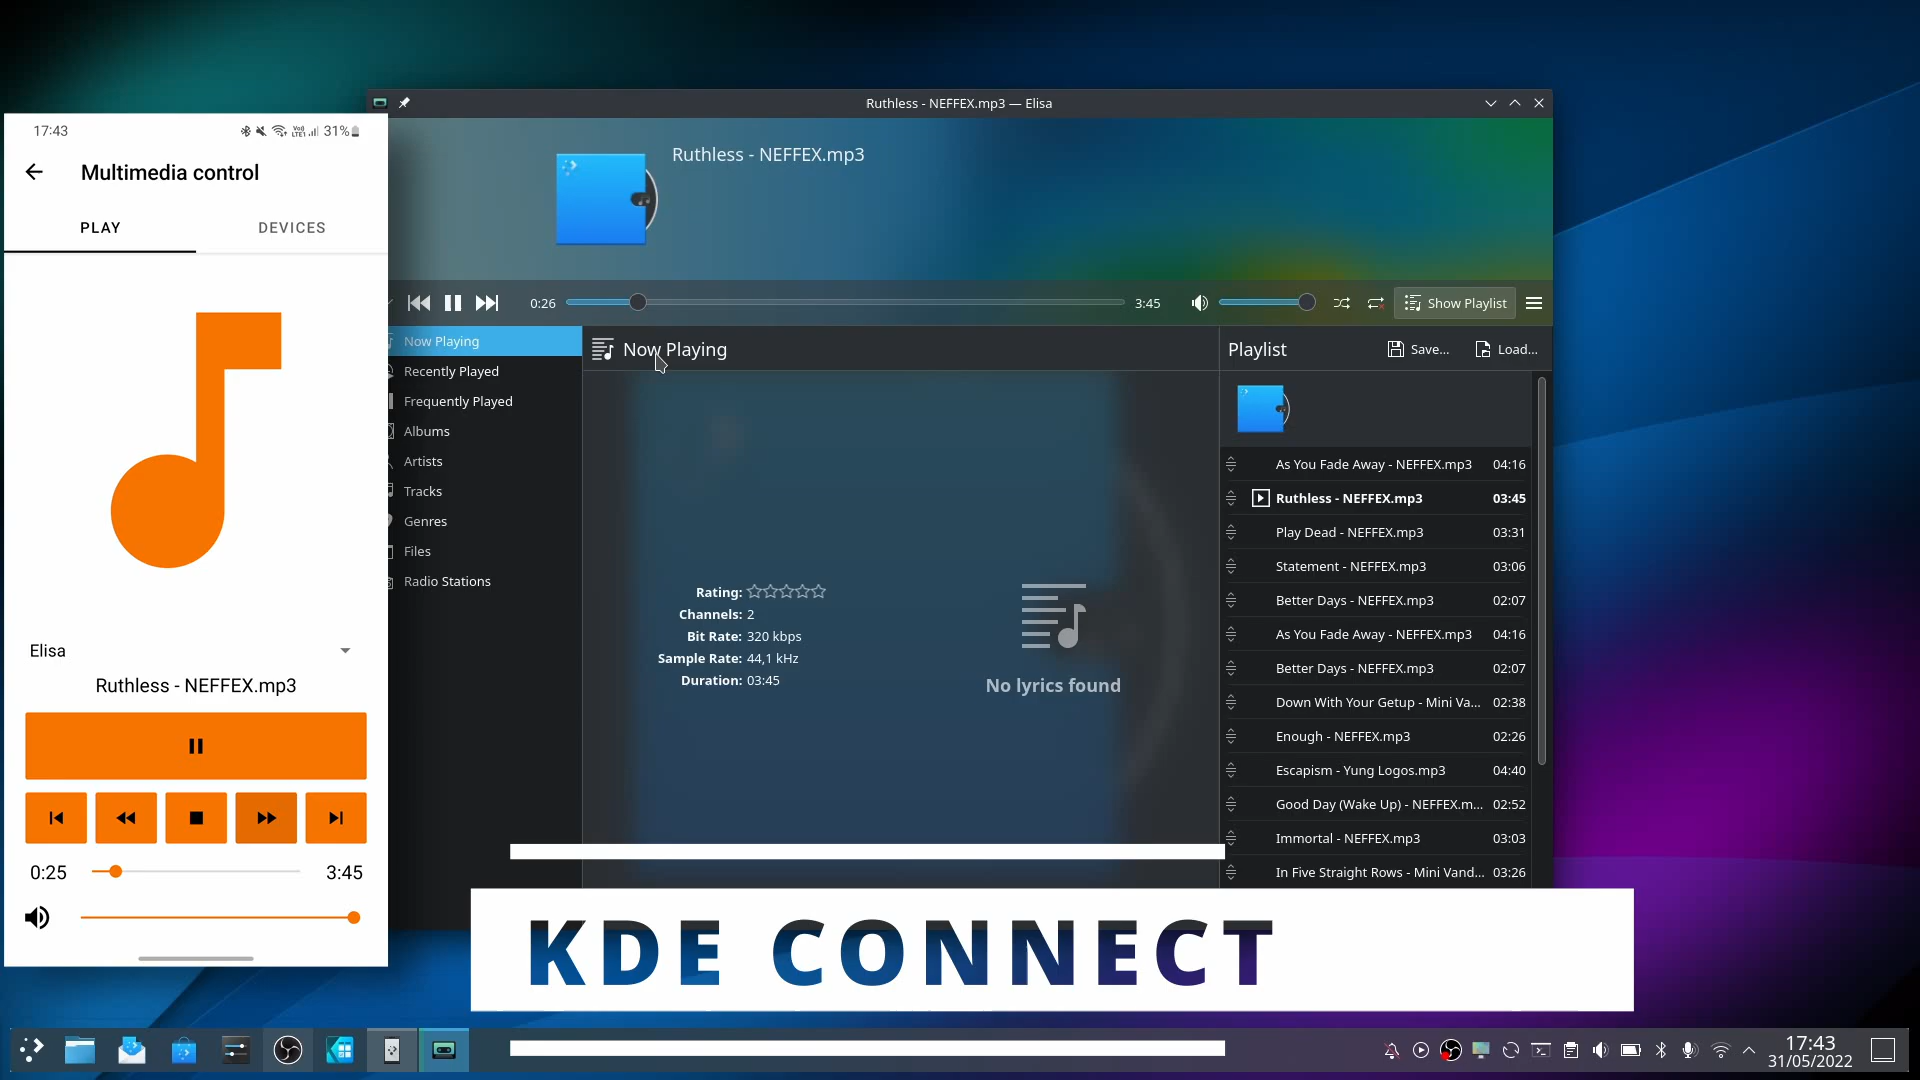 17:43
31%
Multimedia control
PLAY
DEVICES
Elisa
Ruthless - NEFFEX.mp3
0:25
3:45
Ruthless - NEFFEX.mp3 — Elisa
Ruthless - NEFFEX.mp3
0:26
3:45
Show Playlist
Now Playing
Recently Played
Frequently Played
Albums
Artists
Tracks
Genres
Files
Radio Stations
Now Playing
Rating:
Channels: 2
Bit Rate: 320 kbps
Sample Rate: 44,1 kHz
Duration: 03:45
No lyrics found
Playlist
Save...
Load...
As You Fade Away - NEFFEX.mp3 04:16
Ruthless - NEFFEX.mp3 03:45
Play Dead - NEFFEX.mp3 03:31
Statement - NEFFEX.mp3 03:06
Better Days - NEFFEX.mp3 02:07
As You Fade Away - NEFFEX.mp3 04:16
Better Days - NEFFEX.mp3 02:07
Down With Your Getup - Mini Va... 02:38
Enough - NEFFEX.mp3 02:26
Escapism - Yung Logos.mp3 04:40
Good Day (Wake Up) - NEFFEX.m... 02:52
Immortal - NEFFEX.mp3 03:03
In Five Straight Rows - Mini Vand... 03:26
KDE CONNECT
17:43
31/05/2022